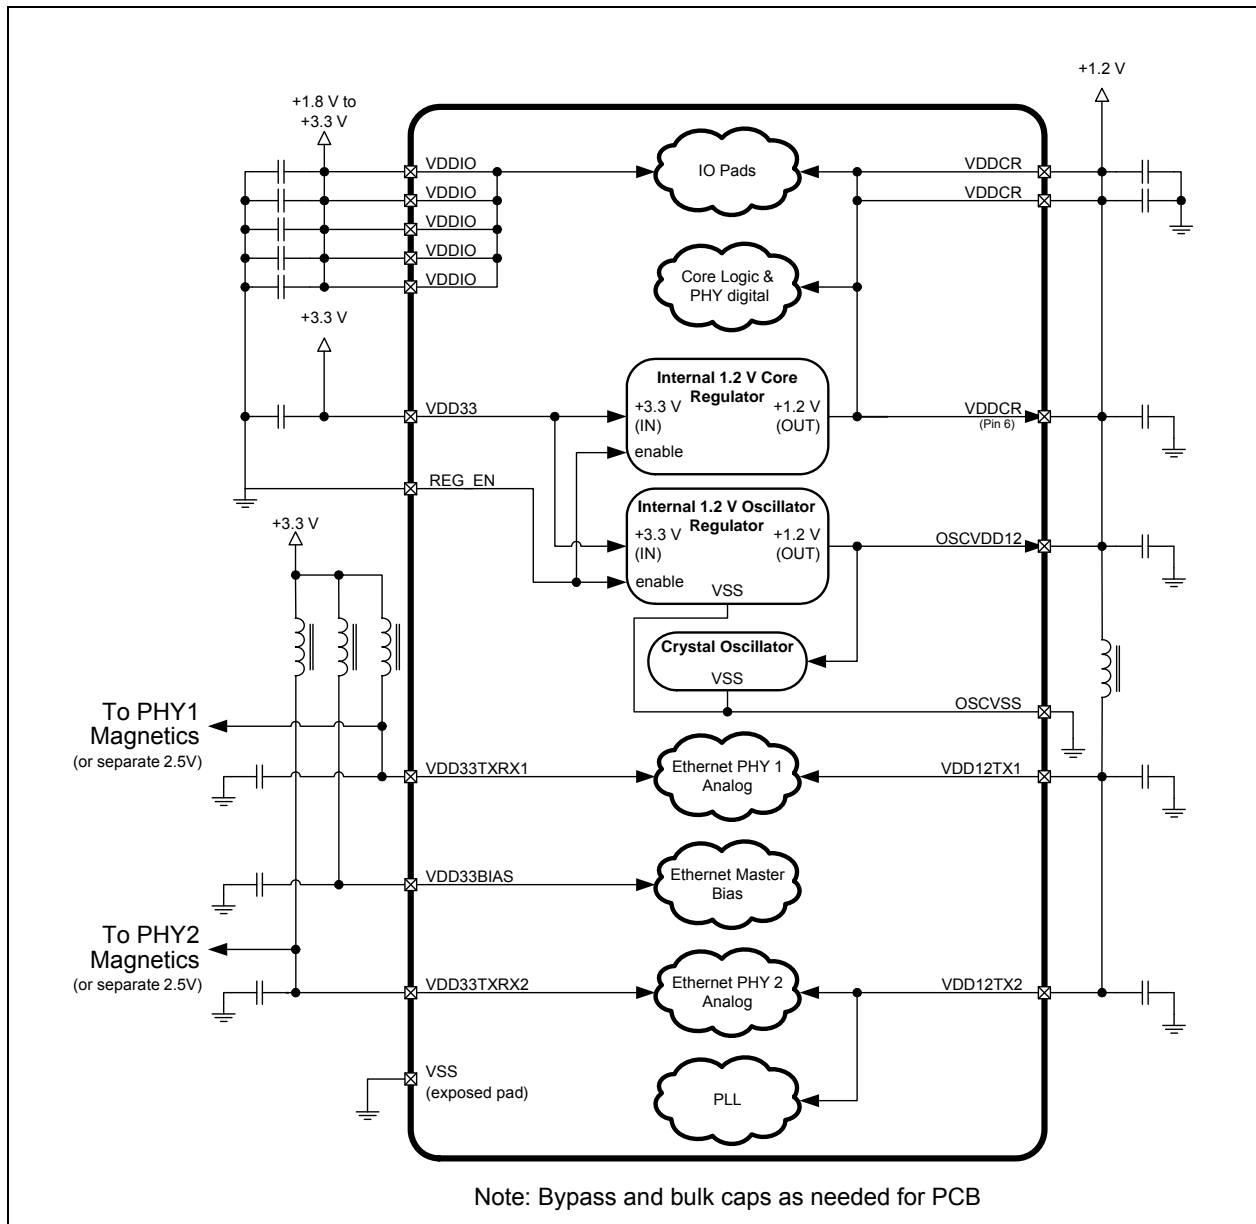 +1.2 V
+1.8 V to
+3.3 V
VDDIO
IO Pads
VDDCR
VDDIO
VDDCR
VDDIO
VDDIO
Core Logic &
PHY digital
VDDIO
+3.3 V
Internal 1.2 V Core
Regulator
VDD33
+3.3 V
(IN)
+1.2 V
(OUT)
VDDCR
(Pin 6)
enable
REG_EN
Internal 1.2 V Oscillator
Regulator
+3.3 V
+3.3 V
(IN)
+1.2 V
(OUT)
OSCVDD12
enable
VSS
Crystal Oscillator
VSS
OSCVSS
To PHY1
Magnetics
(or separate 2.5V)
VDD33TXRX1
Ethernet PHY 1
Analog
VDD12TX1
VDD33BIAS
Ethernet Master
Bias
To PHY2
Magnetics
(or separate 2.5V)
VDD33TXRX2
Ethernet PHY 2
Analog
VDD12TX2
VSS
(exposed pad)
PLL
Note: Bypass and bulk caps as needed for PCB